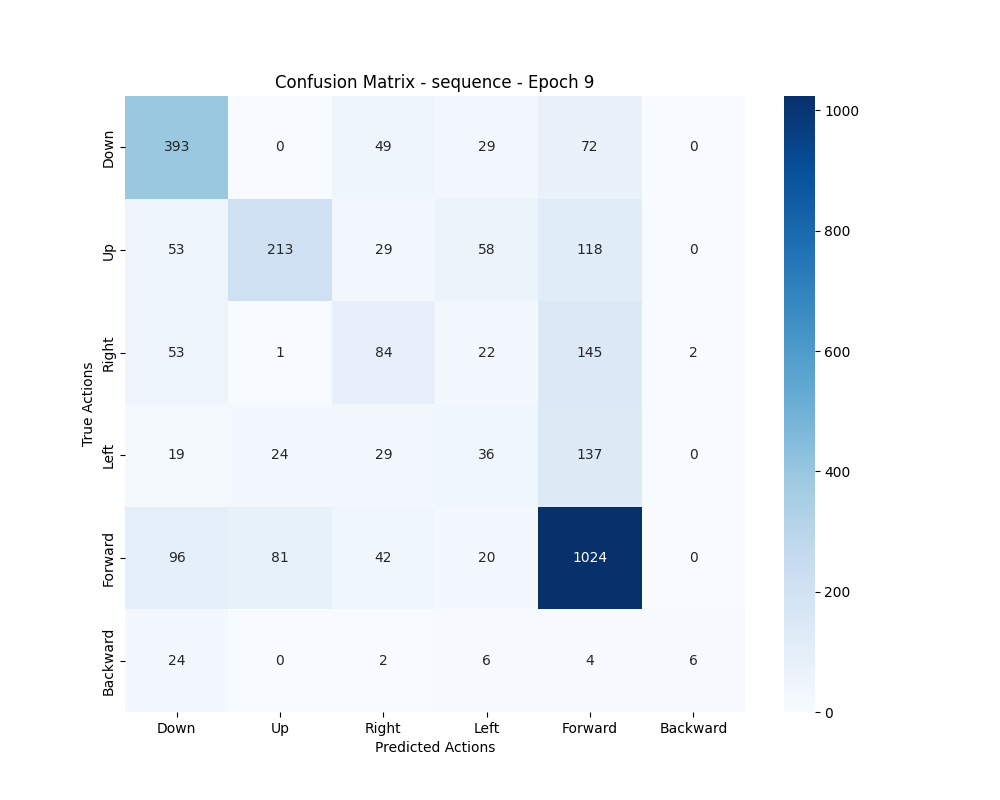 Confusion Matrix - sequence - Epoch 9
True Actions
Down 393 0 49 29 72 0
Up 53 213 29 58 118 0
Right 53 1 84 22 145 2
Left 19 24 29 36 137 0
Forward 96 81 42 20 1024 0
Backward 24 0 2 6 4 6
Down Up Right Left Forward Backward
Predicted Actions
1000
800
600
400
200
0